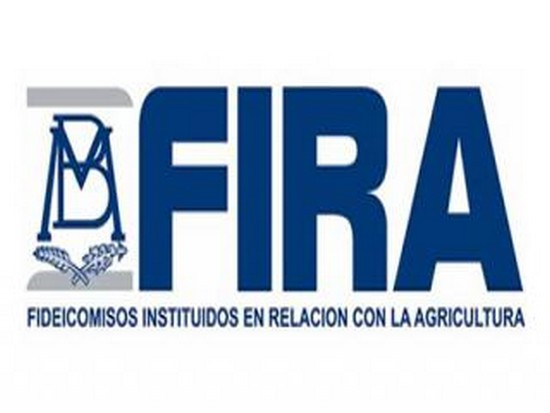 FIRA
FIDEICOMISOS INSTITUIDOS EN RELACION CON LA AGRICULTURA